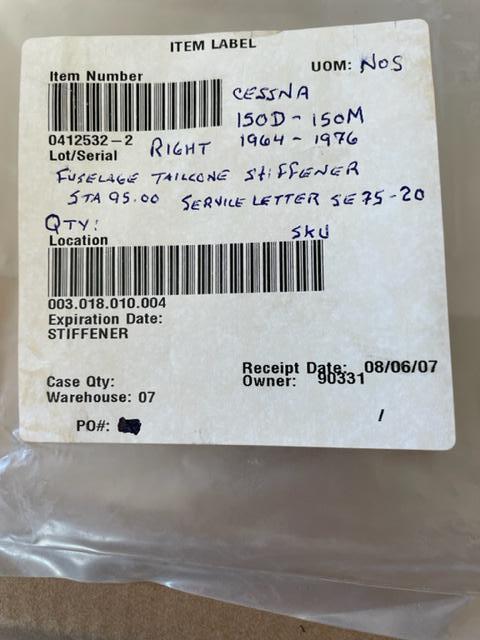 ITEM LABEL
Item Number
UOM: NOS
CESSNA
150D - 150M
0412532-2 RIGHT 1964 - 1976
Lot/Serial
FUSELAGE TAILCONE STIFFENER
STA 95.00 SERVICE LETTER SE75-20
QTY:
Location SKU
003.018.010.004
Expiration Date:
STIFFENER
Receipt Date: 08/06/07
Case Qty: Owner: 90331
Warehouse: 07
PO#: /